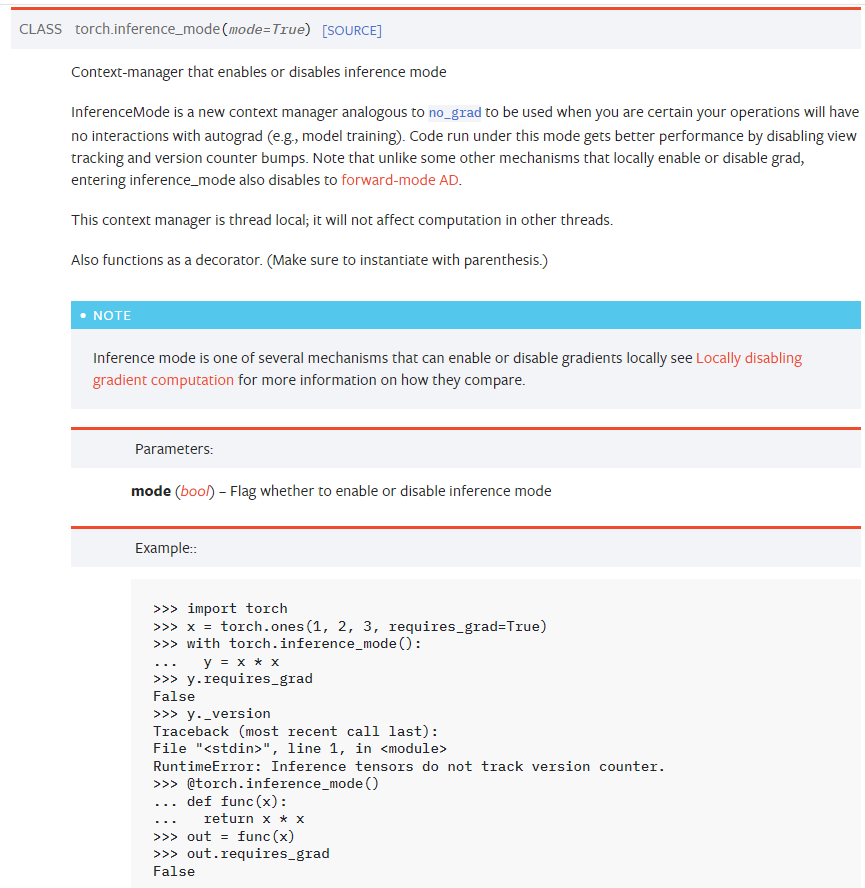 CLASS torch.inference_mode(mode=True) [SOURCE]
Context-manager that enables or disables inference mode
InferenceMode is a new context manager analogous to no_grad to be used when you are certain your operations will have
no interactions with autograd (e.g., model training). Code run under this mode gets better performance by disabling view
tracking and version counter bumps. Note that unlike some other mechanisms that locally enable or disable grad,
entering inference_mode also disables to forward-mode AD.
This context manager is thread local; it will not affect computation in other threads.
Also functions as a decorator. (Make sure to instantiate with parenthesis.)
• NOTE
Inference mode is one of several mechanisms that can enable or disable gradients locally see Locally disabling
gradient computation for more information on how they compare.
Parameters:
mode (bool) – Flag whether to enable or disable inference mode
Example::
>>> import torch
>>> x = torch.ones(1, 2, 3, requires_grad=True)
>>> with torch.inference_mode():
...   y = x * x
>>> y.requires_grad
False
>>> y._version
Traceback (most recent call last):
File "<stdin>", line 1, in <module>
RuntimeError: Inference tensors do not track version counter.
>>> @torch.inference_mode()
... def func(x):
...   return x * x
>>> out = func(x)
>>> out.requires_grad
False